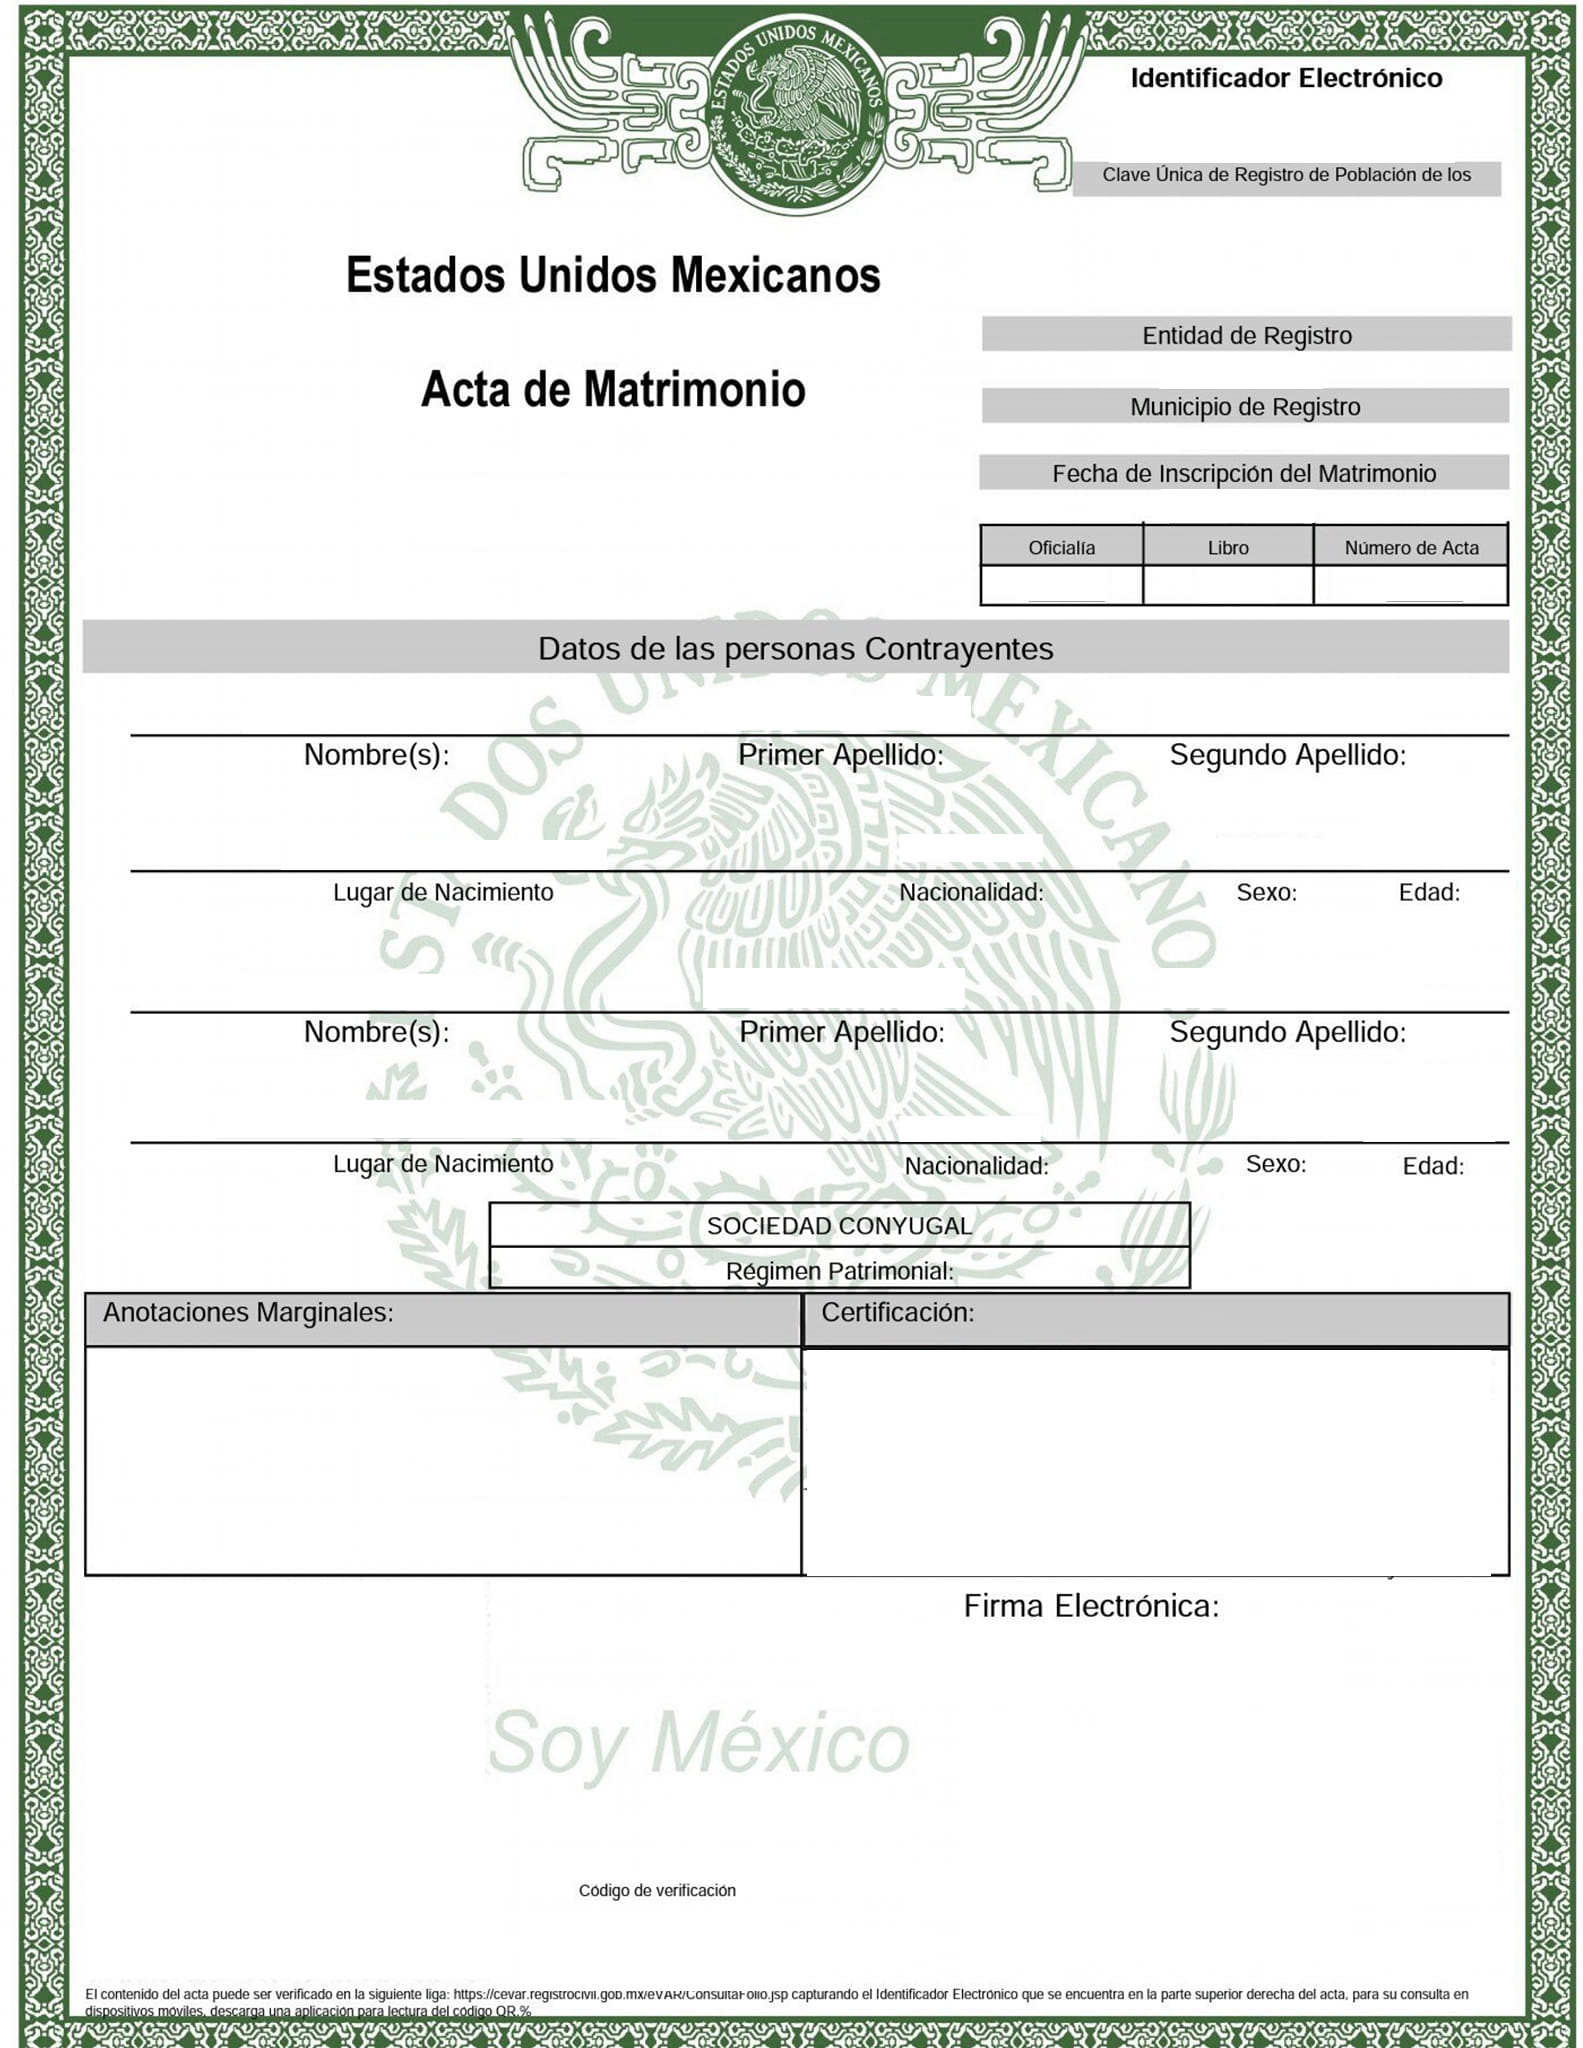 ESTADOS UNIDOS MEXICANOS
Identificador Electrónico
Clave Única de Registro de Población de los
Estados Unidos Mexicanos
Entidad de Registro
Acta de Matrimonio
Municipio de Registro
Fecha de Inscripción del Matrimonio
Oficialía Libro Número de Acta
Datos de las personas Contrayentes
Nombre(s): Primer Apellido: Segundo Apellido:
Lugar de Nacimiento Nacionalidad: Sexo: Edad:
Nombre(s): Primer Apellido: Segundo Apellido:
Lugar de Nacimiento Nacionalidad: Sexo: Edad:
SOCIEDAD CONYUGAL
Régimen Patrimonial:
Anotaciones Marginales: Certificación:
Firma Electrónica:
Soy México
Código de verificación
El contenido del acta puede ser verificado en la siguiente liga: https://cevar.registrocivil.gob.mx/eVAR/ConsultaFolio.jsp capturando el Identificador Electrónico que se encuentra en la parte superior derecha del acta, para su consulta en
dispositivos móviles, descarga una aplicación para lectura del código QR.%